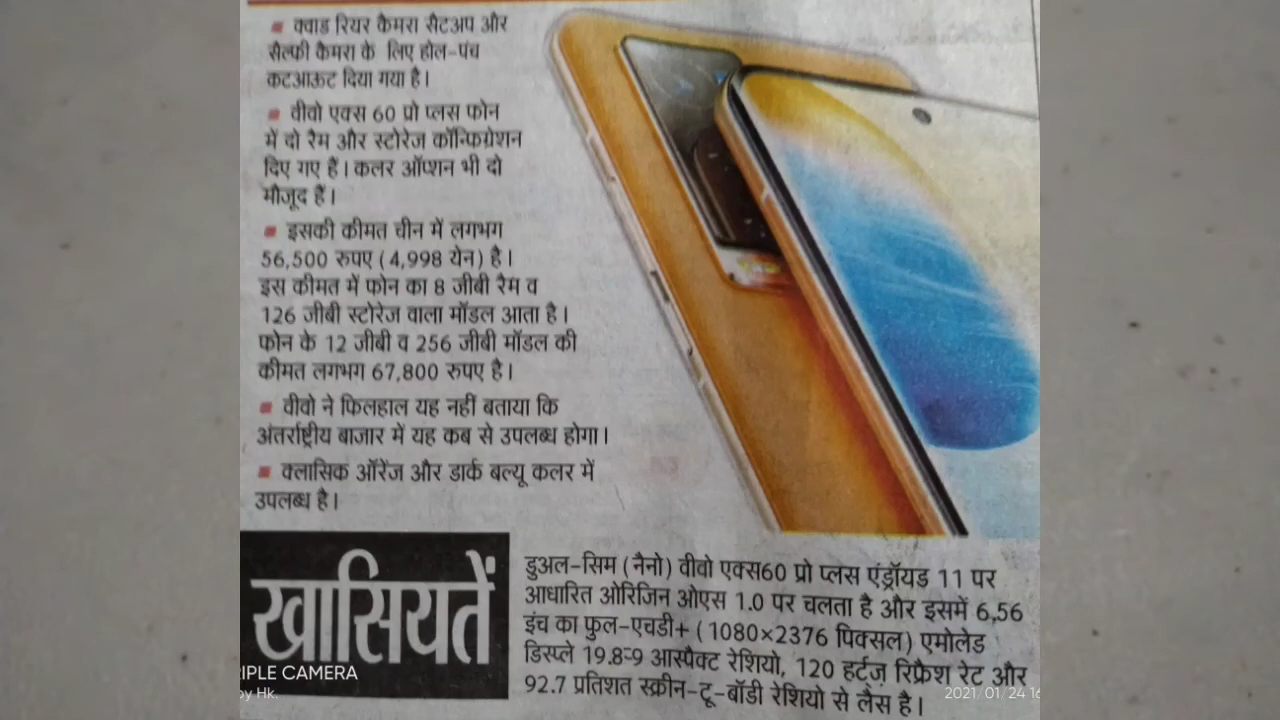 ▪ क्वाड रियर कैमरा सैटअप और
सैल्फी कैमरा के लिए होल-पंच
कटआऊट दिया गया है।
▪ वीवो एक्स 60 प्रो प्लस फोन
में दो रैम और स्टोरेज कॉन्फिग्रेशन
दिए गए हैं। कलर ऑप्शन भी दो
मौजूद हैं।
▪ इसकी कीमत चीन में लगभग
56,500 रुपए (4,998 येन) है।
इस कीमत में फोन का 8 जीबी रैम व
126 जीबी स्टोरेज वाला मॉडल आता है।
फोन के 12 जीबी व 256 जीबी मॉडल की
कीमत लगभग 67,800 रुपए है।
▪ वीवो ने फिलहाल यह नहीं बताया कि
अंतर्राष्ट्रीय बाजार में यह कब से उपलब्ध होगा।
▪ क्लासिक ऑरेंज और डार्क बल्यू कलर में
उपलब्ध है।
खासियतें
डुअल-सिम (नैनो) वीवो एक्स60 प्रो प्लस एंड्रॉयड 11 पर
आधारित ओरिजिन ओएस 1.0 पर चलता है और इसमें 6,56
इंच का फुल-एचडी+ (1080×2376 पिक्सल) एमोलेड
डिस्प्ले 19.8ः9 आस्पैक्ट रेशियो, 120 हर्टज़ रिफ्रैश रेट और
92.7 प्रतिशत स्क्रीन-टू-बॉडी रेशियो से लैस है।
IPLE CAMERA
by Hk.
2021/01/24 16